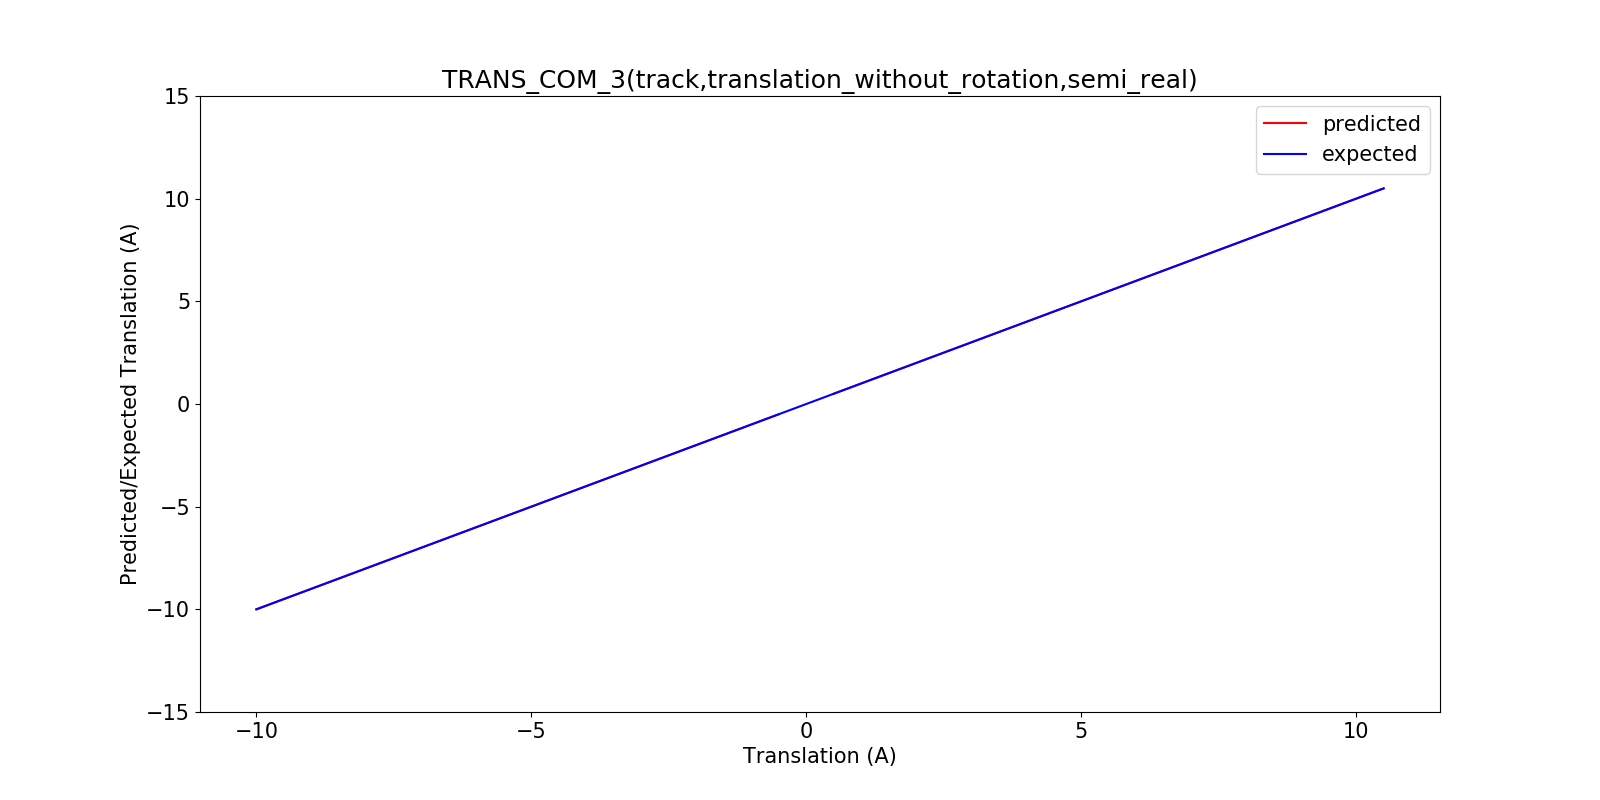 TRANS_COM_3(track,translation_without_rotation,semi_real)
15
10
5
0
−5
−10
−15
Predicted/Expected Translation (A)
predicted
expected
−10 −5 0 5 10
Translation (A)